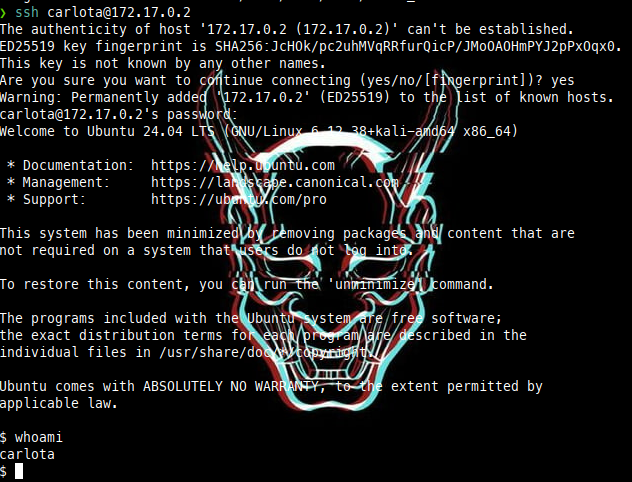 ❯ ssh carlota@172.17.0.2
The authenticity of host '172.17.0.2 (172.17.0.2)' can't be established.
ED25519 key fingerprint is SHA256:JcHOk/pc2uhMVqRRfurQicP/JMoOAOHmPYJ2pPxOqx0.
This key is not known by any other names.
Are you sure you want to continue connecting (yes/no/[fingerprint])? yes
Warning: Permanently added '172.17.0.2' (ED25519) to the list of known hosts.
carlota@172.17.0.2's password:
Welcome to Ubuntu 24.04 LTS (GNU/Linux 6.12.38+kali-amd64 x86_64)
* Documentation: https://help.ubuntu.com
* Management: https://landscape.canonical.com
* Support: https://ubuntu.com/pro
This system has been minimized by removing packages and content that are
not required on a system that users do not log into.
To restore this content, you can run the 'unminimize' command.
The programs included with the Ubuntu system are free software;
the exact distribution terms for each program are described in the
individual files in /usr/share/doc/*/copyright.
Ubuntu comes with ABSOLUTELY NO WARRANTY, to the extent permitted by
applicable law.
$ whoami
carlota
$